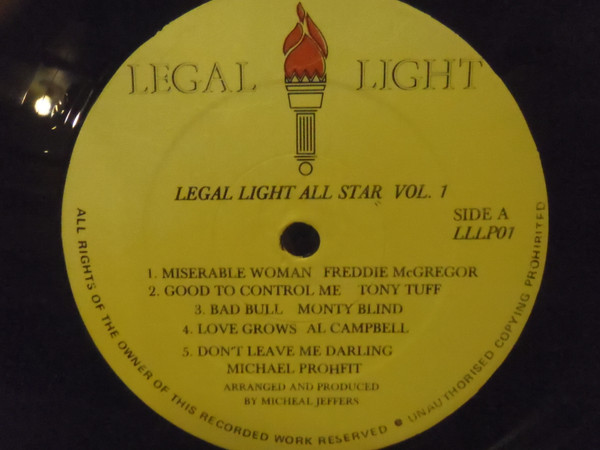 LEGAL LIGHT
LEGAL LIGHT ALL STAR VOL. 1
SIDE A
LLLP01
1. MISERABLE WOMAN FREDDIE McGREGOR
2. GOOD TO CONTROL ME TONY TUFF
3. BAD BULL MONTY BLIND
4. LOVE GROWS AL CAMPBELL
5. DON'T LEAVE ME DARLING
MICHAEL PROHFIT
ARRANGED AND PRODUCED
BY MICHEAL JEFFERS
ALL RIGHTS OF THE OWNER OF THIS RECORDED WORK RESERVED ● UNAUTHORISED COPYING PROHIBITED